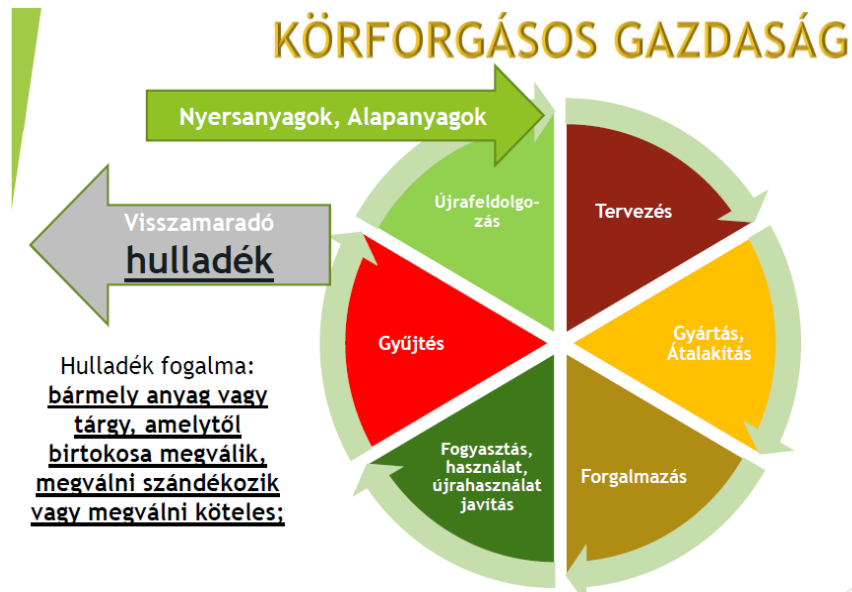 KÖRFORGÁSOS GAZDASÁG
Nyersanyagok, Alapanyagok
Visszamaradó
hulladék
Hulladék fogalma:
bármely anyag vagy
tárgy, amelytől
birtokosa megválik,
megválni szándékozik
vagy megválni köteles;
Újrafeldolgo-
zás
Tervezés
Gyűjtés
Gyártás,
Átalakítás
Fogyasztás,
használat,
újrahasználat
javítás
Forgalmazás